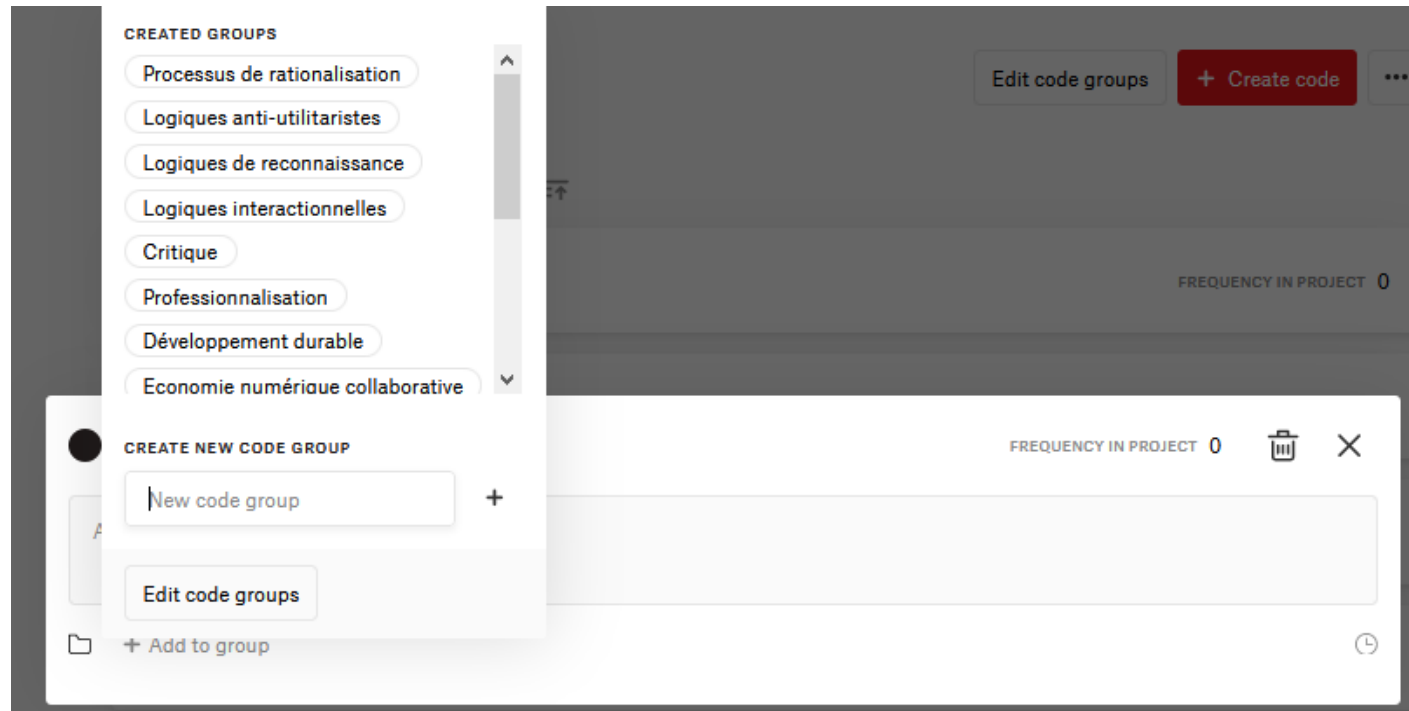 CREATED GROUPS
Processus de rationalisation
Logiques anti-utilitaristes
Logiques de reconnaissance
Logiques interactionnelles
Critique
Professionnalisation
Développement durable
Economie numérique collaborative
CREATE NEW CODE GROUP
New code group
+
Edit code groups
+ Add to group
Edit code groups
+ Create code
•••
FREQUENCY IN PROJECT 0
FREQUENCY IN PROJECT 0